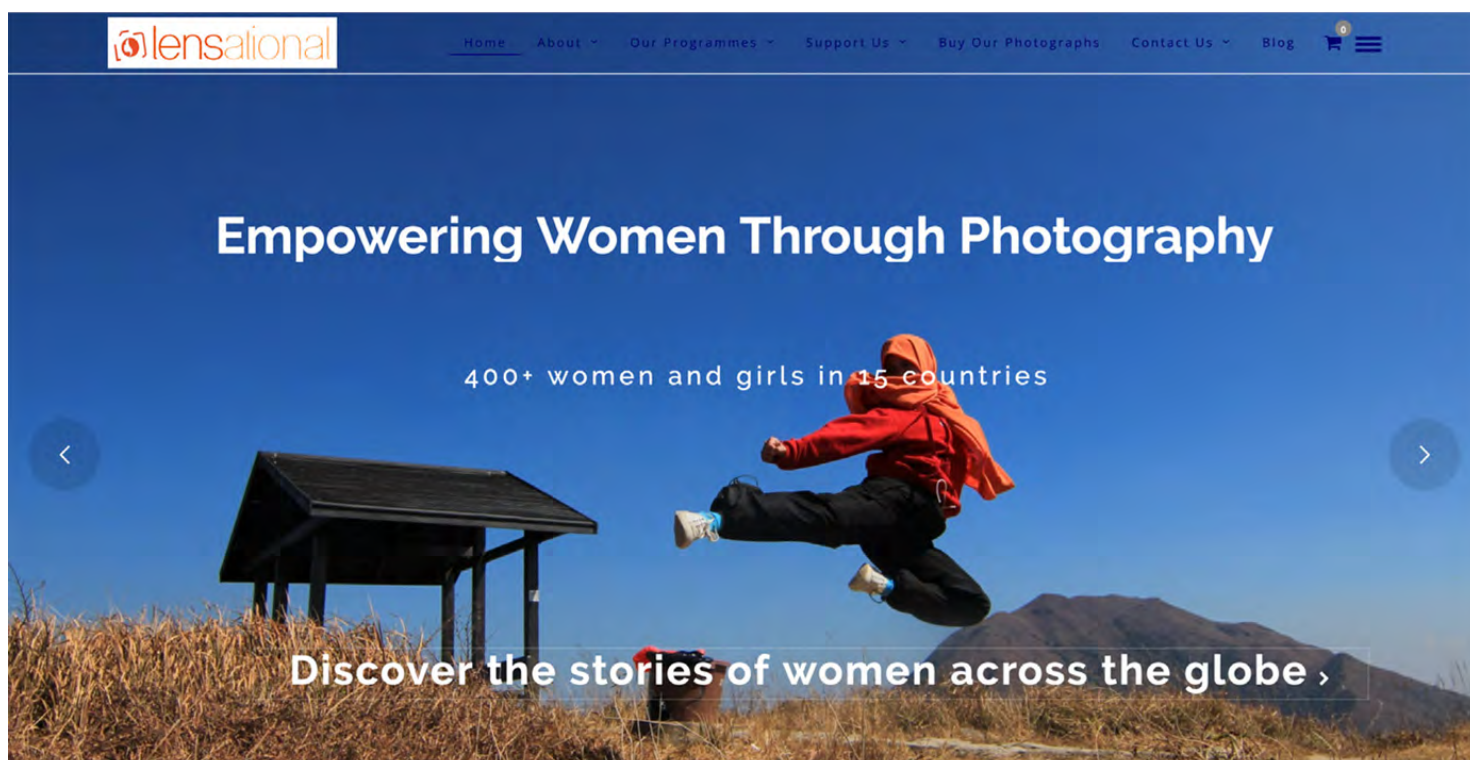 lensational
Home About Our Programmes Support Us Buy Our Photographs Contact Us Blog 0
Empowering Women Through Photography
400+ women and girls in 15 countries
Discover the stories of women across the globe ›